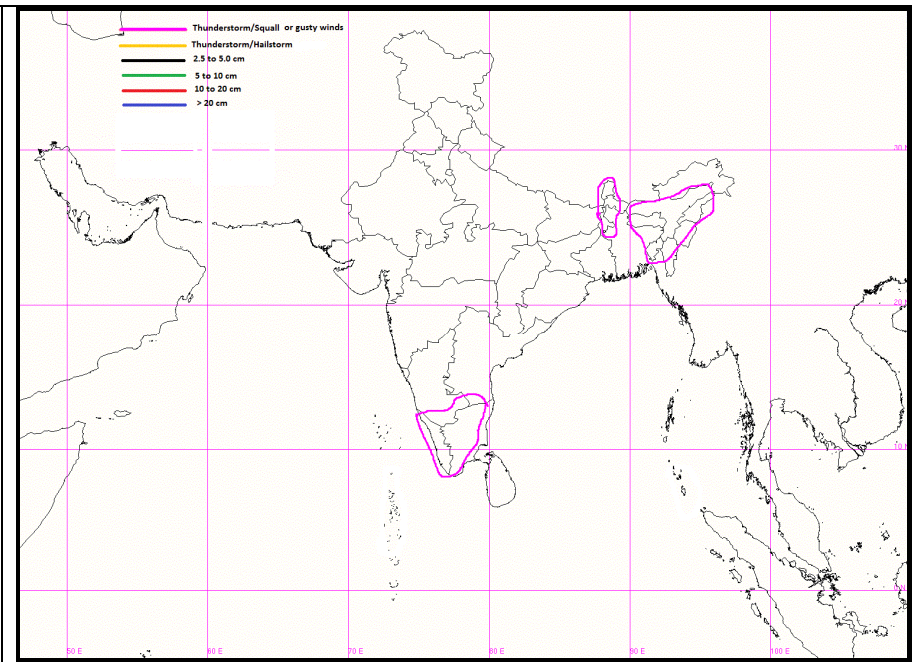 Thunderstorm/Squall or gusty winds
Thunderstorm/Hailstorm
2.5 to 5.0 cm
5 to 10 cm
10 to 20 cm
> 20 cm
30 N
20 N
10 N
0 N
50 E
60 E
70 E
80 E
90 E
100 E